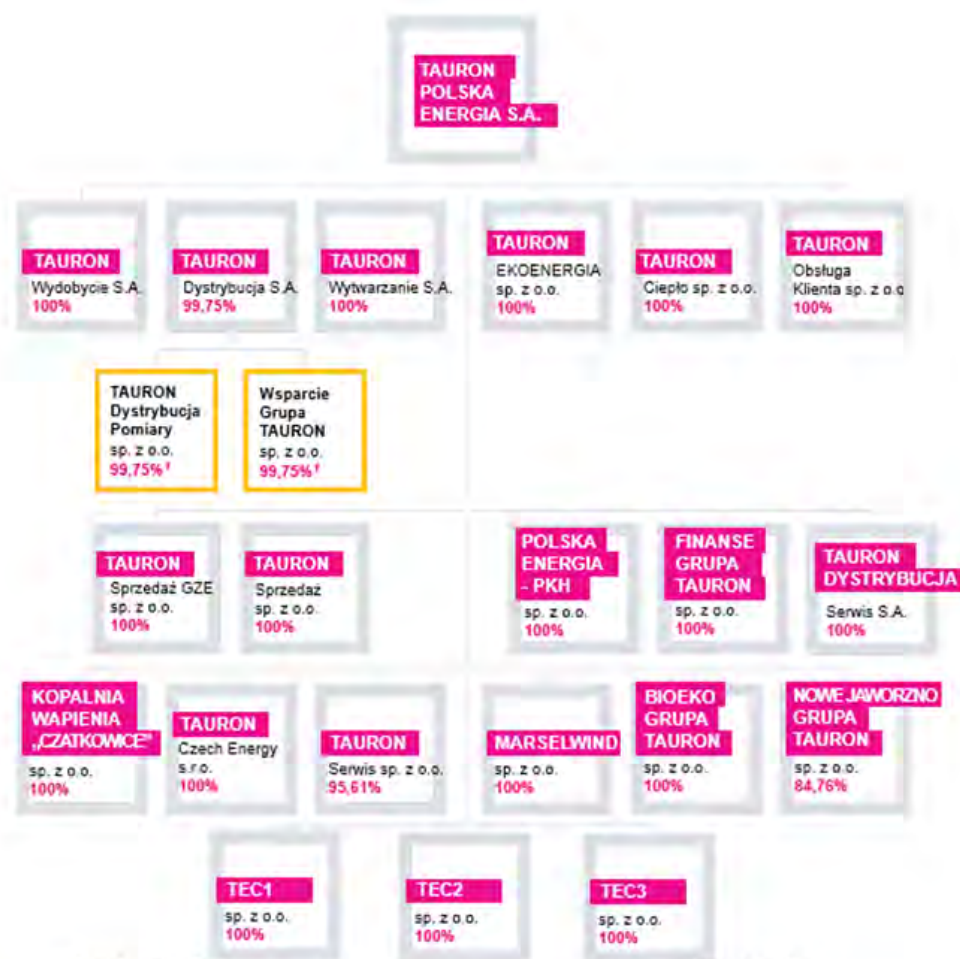 TAURON
POLSKA
ENERGIA S.A.
TAURON
Wydobycie S.A.
100%
TAURON
Dystrybucja S.A.
99,75%
TAURON
Wytwarzanie S.A.
100%
TAURON
EKOENERGIA
sp. z o.o.
100%
TAURON
Ciepło sp. z o.o.
100%
TAURON
Obsługa
Klienta sp. z o.o
100%
TAURON
Dystrybucja
Pomiary
sp. z o.o.
99,75%¹
Wsparcie
Grupa
TAURON
sp. z o.o.
99,75%¹
TAURON
Sprzedaż GZE
sp. z o.o.
100%
TAURON
Sprzedaż
sp. z o.o.
100%
POLSKA
ENERGIA
- PKH
sp. z o.o.
100%
FINANSE
GRUPA
TAURON
sp. z o.o.
100%
TAURON
DYSTRYBUCJA
Serwis S.A.
100%
KOPALNIA
WAPIENIA
„CZATKOWICE”
sp. z o.o.
100%
TAURON
Czech Energy
s.r.o.
100%
TAURON
Serwis sp. z o.o.
95,61%
MARSELWIND
sp. z o.o.
100%
BIOEKO
GRUPA
TAURON
sp. z o.o.
100%
NOWE JAWORZNO
GRUPA
TAURON
sp. z o.o.
84,76%
TEC1
sp. z o.o.
100%
TEC2
sp. z o.o.
100%
TEC3
sp. z o.o.
100%